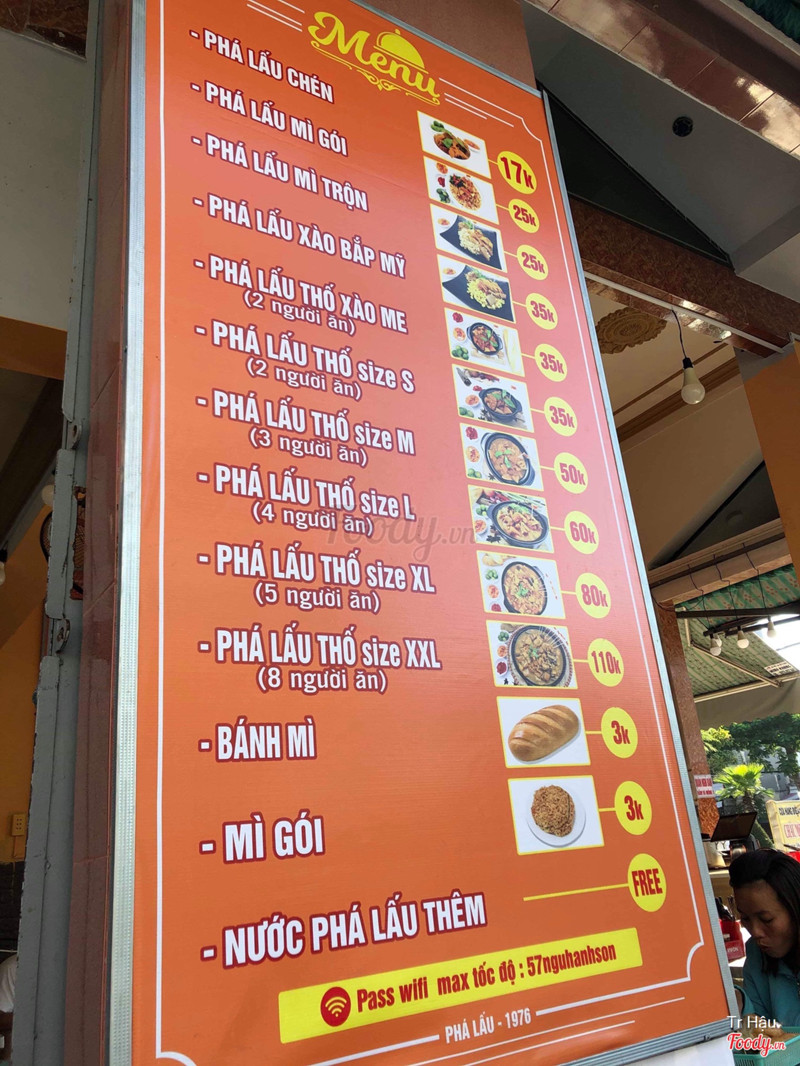 Menu
- PHÁ LẤU CHÉN 17k
- PHÁ LẤU MÌ GÓI 25k
- PHÁ LẤU MÌ TRỘN 25k
- PHÁ LẤU XÀO BẮP MỸ 35k
- PHÁ LẤU THỐ XÀO ME 35k
(2 người ăn)
- PHÁ LẤU THỐ size S 35k
(2 người ăn)
- PHÁ LẤU THỐ size M 50k
(3 người ăn)
- PHÁ LẤU THỐ size L 60k
(4 người ăn)
- PHÁ LẤU THỐ size XL 80k
(5 người ăn)
- PHÁ LẤU THỐ size XXL 110k
(8 người ăn)
- BÁNH MÌ 3k
- MÌ GÓI 3k
- NƯỚC PHÁ LẤU THÊM FREE
Pass wifi max tốc độ : 57nguhanhson
PHÁ LẤU - 1976
Foody.vn
Tr Hậu
Foody.vn